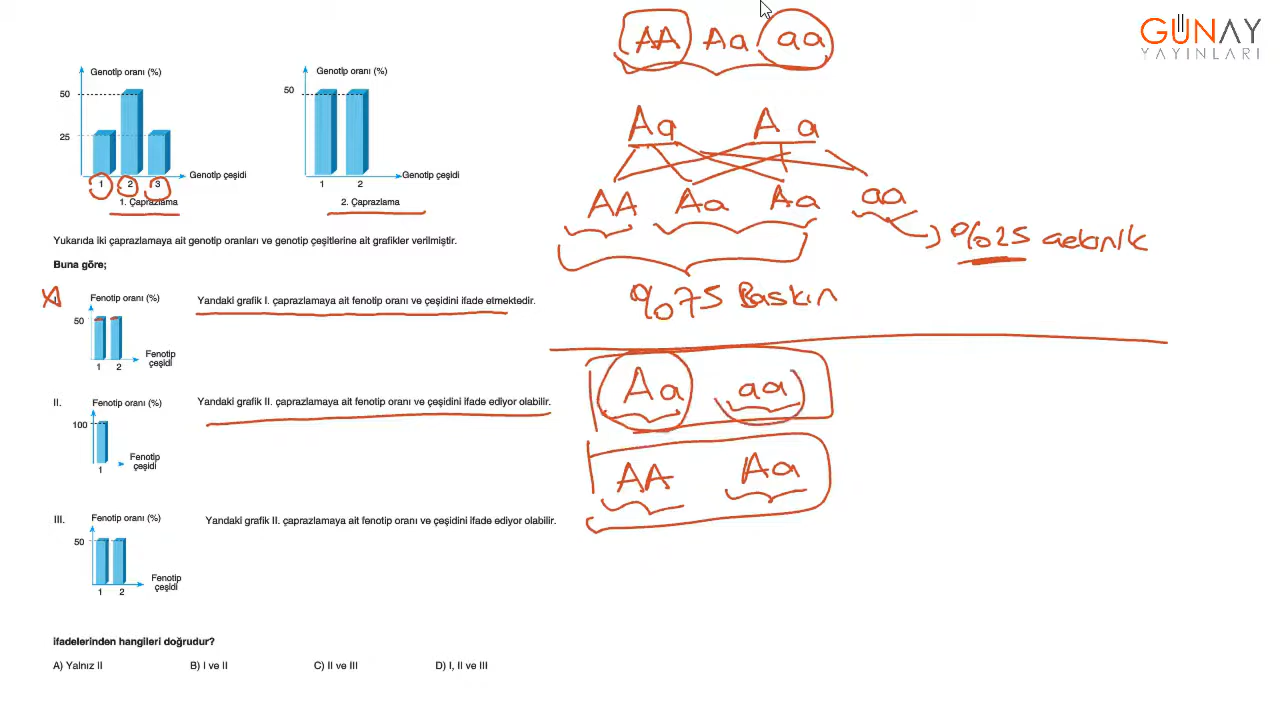 GÜNAY
YAYINLARI
AA Aa aa
Genotip oranı (%)
50
25
1 2 3
Genotip çeşidi
1. Çaprazlama
Genotip oranı (%)
50
1 2
Genotip çeşidi
2. Çaprazlama
Aa Aa
AA Aa Aa aa
%25 çekinik
%75 Baskın
Yukarıda iki çaprazlamaya ait genotip oranları ve genotip çeşitlerine ait grafikler verilmiştir.
Buna göre;
I.
Fenotip oranı (%)
50
1 2
Fenotip
çeşidi
Yandaki grafik I. çaprazlamaya ait fenotip oranı ve çeşidini ifade etmektedir.
Aa aa
AA Aa
II.
Fenotip oranı (%)
100
1
Fenotip
çeşidi
Yandaki grafik II. çaprazlamaya ait fenotip oranı ve çeşidini ifade ediyor olabilir.
III.
Fenotip oranı (%)
50
1 2
Fenotip
çeşidi
Yandaki grafik II. çaprazlamaya ait fenotip oranı ve çeşidini ifade ediyor olabilir.
ifadelerinden hangileri doğrudur?
A) Yalnız II B) I ve II C) II ve III D) I, II ve III